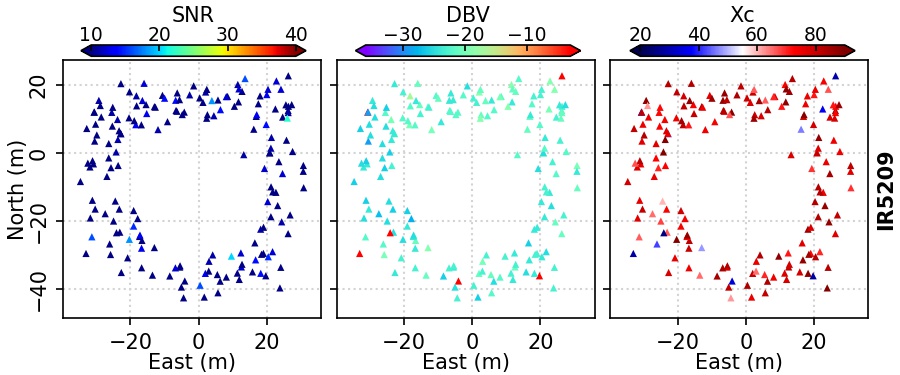 SNR DBV Xc
10 20 30 40 −30 −20 −10 20 40 60 80
20
0
−20
−40
North (m)
IR5209
−20 0 20 −20 0 20 −20 0 20
East (m) East (m) East (m)